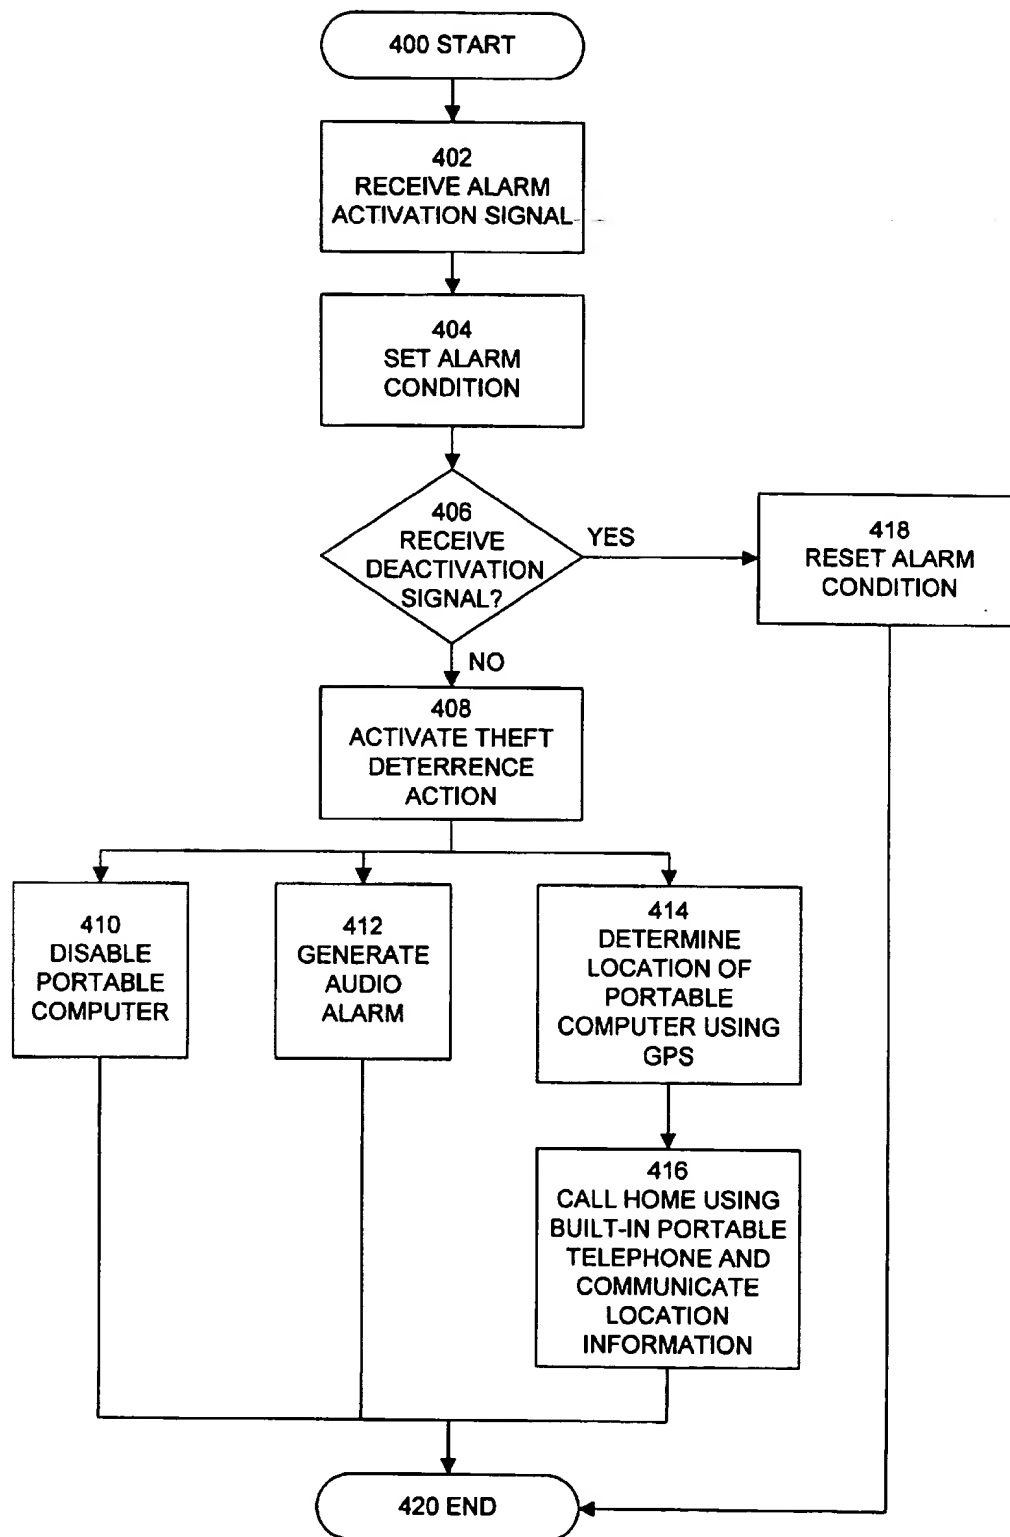 400 START
402
RECEIVE ALARM
ACTIVATION SIGNAL
404
SET ALARM
CONDITION
406
RECEIVE
DEACTIVATION
SIGNAL?
YES
418
RESET ALARM
CONDITION
NO
408
ACTIVATE THEFT
DETERRENCE
ACTION
410
DISABLE
PORTABLE
COMPUTER
412
GENERATE
AUDIO
ALARM
414
DETERMINE
LOCATION OF
PORTABLE
COMPUTER USING
GPS
416
CALL HOME USING
BUILT-IN PORTABLE
TELEPHONE AND
COMMUNICATE
LOCATION
INFORMATION
420 END